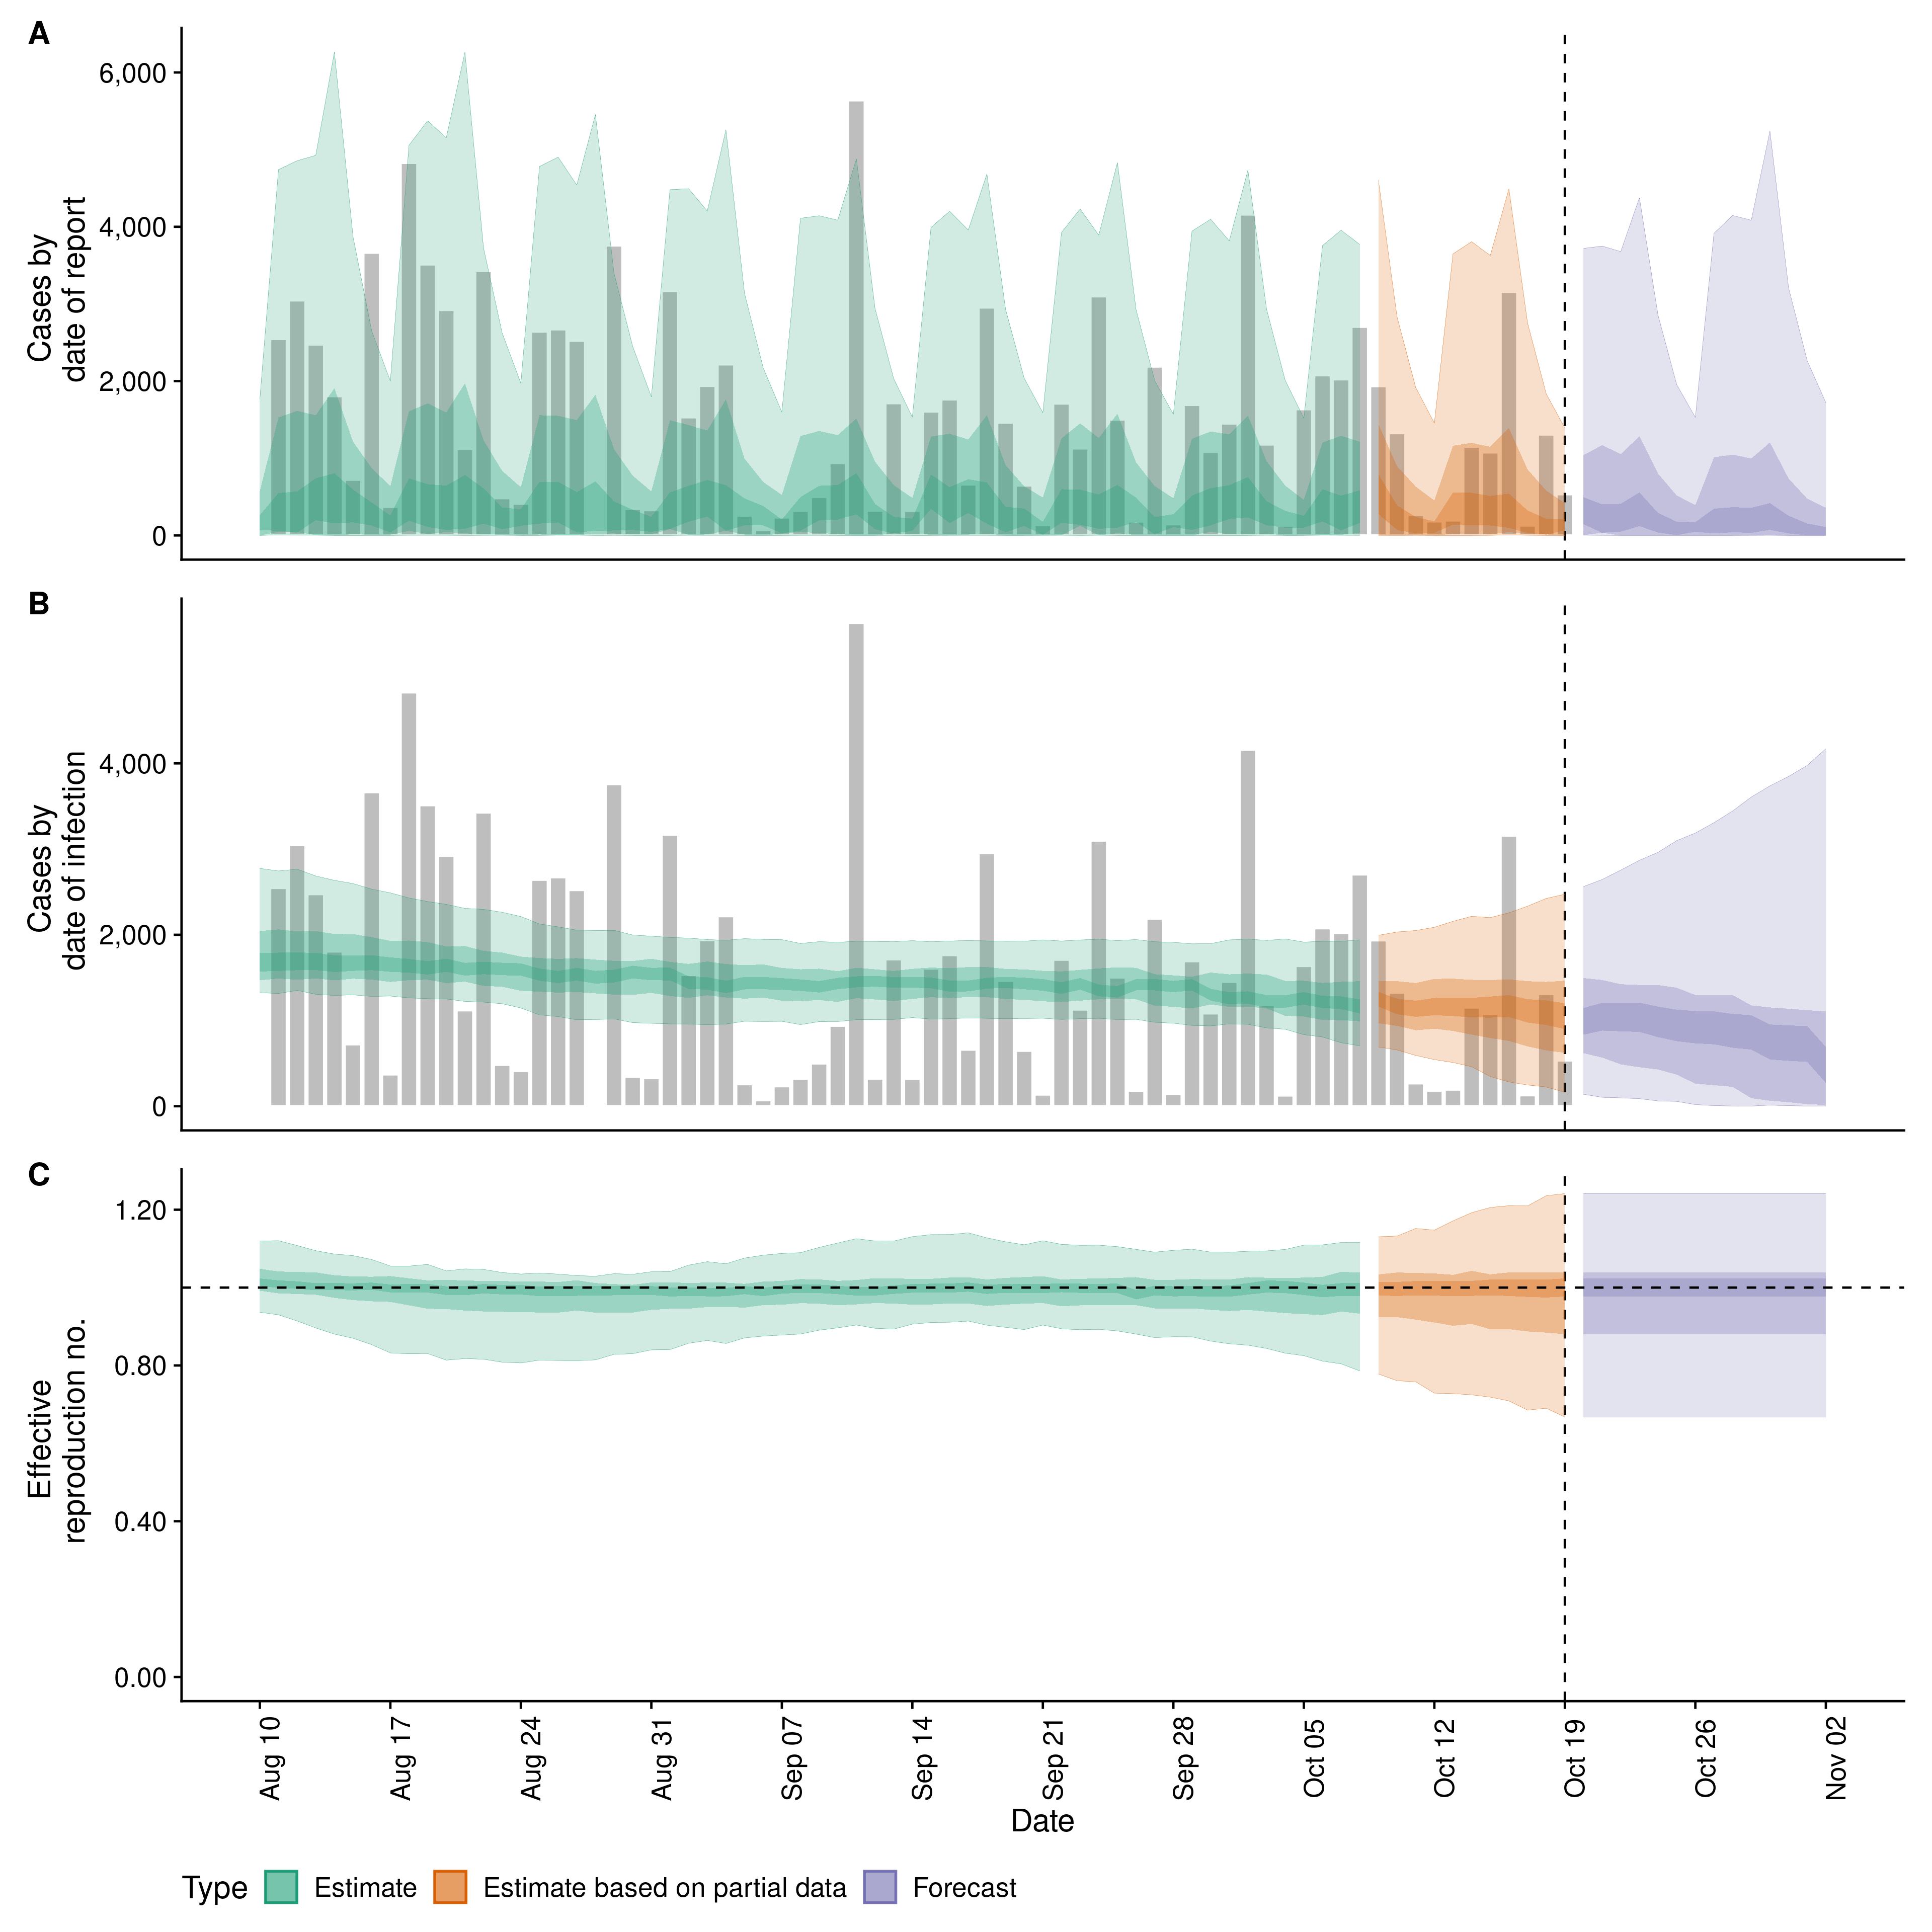 A
6,000
4,000
2,000
0
Cases by
date of report
B
4,000
2,000
0
Cases by
date of infection
C
1.20
0.80
0.40
0.00
Effective
reproduction no.
Aug 10
Aug 17
Aug 24
Aug 31
Sep 07
Sep 14
Sep 21
Sep 28
Oct 05
Oct 12
Oct 19
Oct 26
Nov 02
Date
Type Estimate Estimate based on partial data Forecast